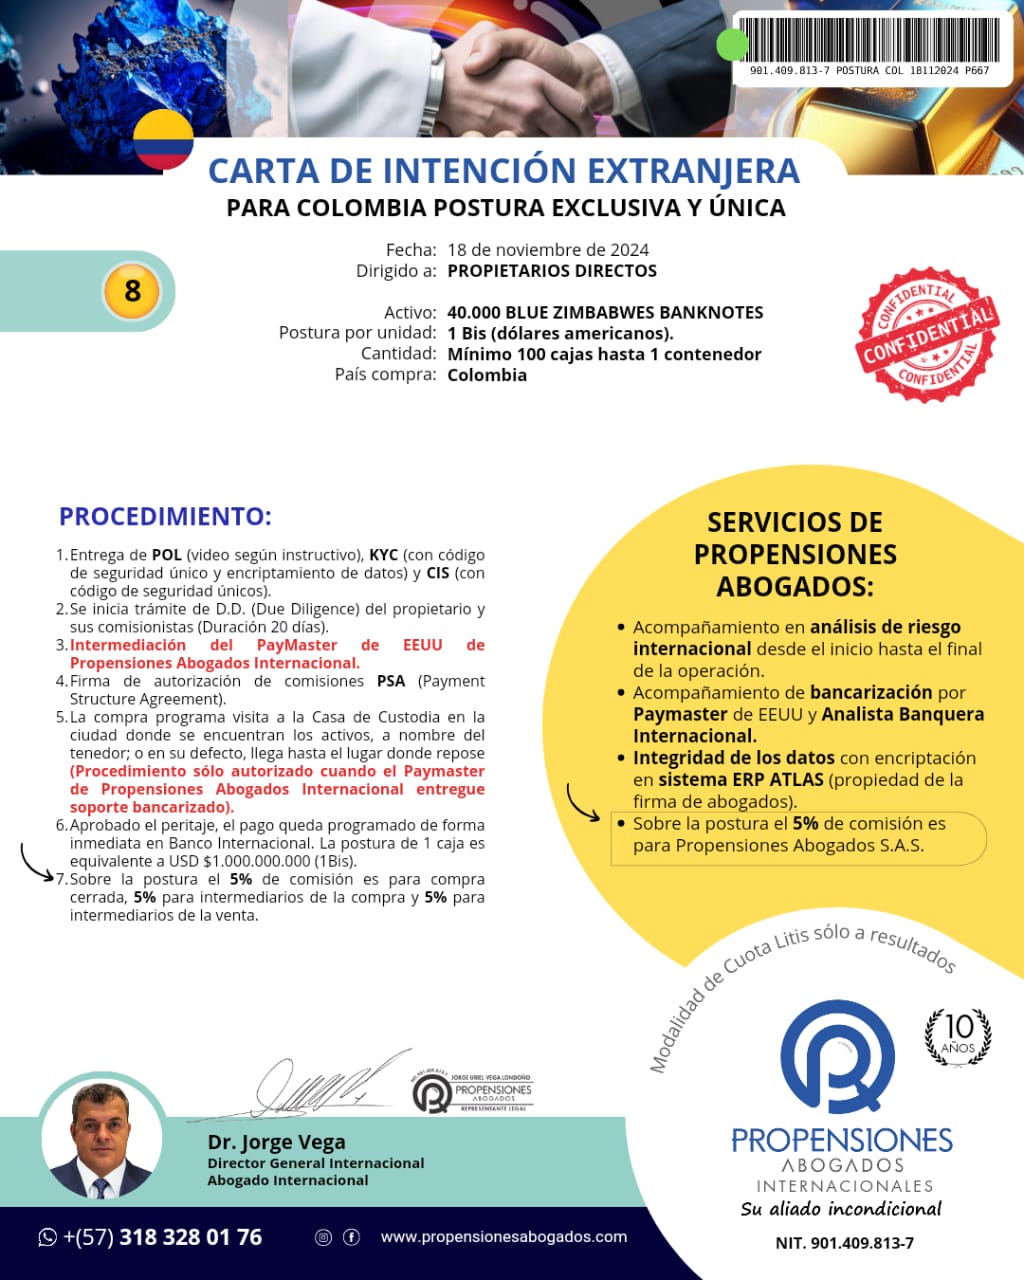 901.409.813-7 POSTURA COL 18112024 P667
CARTA DE INTENCIÓN EXTRANJERA
PARA COLOMBIA POSTURA EXCLUSIVA Y ÚNICA
Fecha: 18 de noviembre de 2024
Dirigido a: PROPIETARIOS DIRECTOS
8
Activo: 40.000 BLUE ZIMBABWES BANKNOTES
Postura por unidad: 1 Bis (dólares americanos).
Cantidad: Mínimo 100 cajas hasta 1 contenedor
País compra: Colombia
CONFIDENTIAL
CONFIDENTIAL
CONFIDENTIAL
PROCEDIMIENTO:
1. Entrega de POL (video según instructivo), KYC (con código
de seguridad único y encriptamiento de datos) y CIS (con
código de seguridad únicos).
2. Se inicia trámite de D.D. (Due Diligence) del propietario y
sus comisionistas (Duración 20 días).
3. Intermediación del PayMaster de EEUU de
Propensiones Abogados Internacional.
4. Firma de autorización de comisiones PSA (Payment
Structure Agreement).
5. La compra programa visita a la Casa de Custodia en la
ciudad donde se encuentran los activos, a nombre del
tenedor; o en su defecto, llega hasta el lugar donde repose
(Procedimiento sólo autorizado cuando el Paymaster
de Propensiones Abogados Internacional entregue
soporte bancarizado).
6. Aprobado el peritaje, el pago queda programado de forma
inmediata en Banco Internacional. La postura de 1 caja es
equivalente a USD $1.000.000.000 (1Bis).
7. Sobre la postura el 5% de comisión es para compra
cerrada, 5% para intermediarios de la compra y 5% para
intermediarios de la venta.
SERVICIOS DE
PROPENSIONES
ABOGADOS:
• Acompañamiento en análisis de riesgo
internacional desde el inicio hasta el final
de la operación.
• Acompañamiento de bancarización por
Paymaster de EEUU y Analista Banquera
Internacional.
• Integridad de los datos con encriptación
en sistema ERP ATLAS (propiedad de la
firma de abogados).
• Sobre la postura el 5% de comisión es
para Propensiones Abogados S.A.S.
Modalidad de Cuota Litis sólo a resultados
10
AÑOS
PROPENSIONES
ABOGADOS
INTERNACIONALES
Su aliado incondicional
NIT. 901.409.813-7
JORGE URIEL VEGA LONDOÑO
PROPENSIONES
ABOGADOS
REPRESENTANTE LEGAL
Dr. Jorge Vega
Director General Internacional
Abogado Internacional
+(57) 318 328 01 76
www.propensionesabogados.com